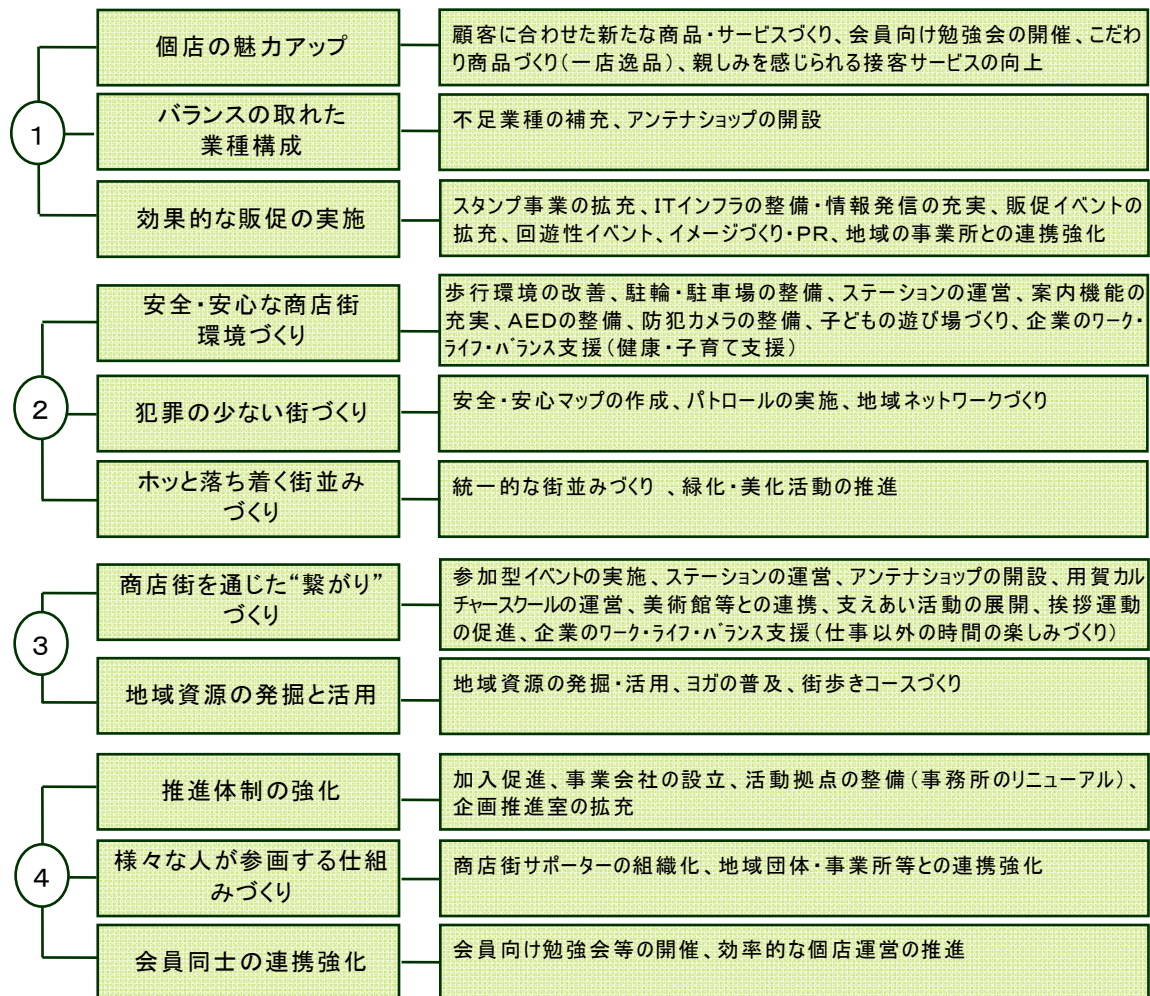 1
個店の魅力アップ
顧客に合わせた新たな商品・サービスづくり、会員向け勉強会の開催、こだわ
り商品づくり(一店逸品)、親しみを感じられる接客サービスの向上
バランスの取れた
業種構成
不足業種の補充、アンテナショップの開設
効果的な販促の実施
スタンプ事業の拡充、ITインフラの整備・情報発信の充実、販促イベントの
拡充、回遊性イベント、イメージづくり・PR、地域の事業所との連携強化
2
安全・安心な商店街
環境づくり
歩行環境の改善、駐輪・駐車場の整備、ステーションの運営、案内機能の
充実、AEDの整備、防犯カメラの整備、子どもの遊び場づくり、企業のワーク・
ライフ・バランス支援(健康・子育て支援)
犯罪の少ない街づくり
安全・安心マップの作成、パトロールの実施、地域ネットワークづくり
ホッと落ち着く街並み
づくり
統一的な街並みづくり 、緑化・美化活動の推進
3
商店街を通じた“繋がり”
づくり
参加型イベントの実施、ステーションの運営、アンテナショップの開設、用賀カル
チャースクールの運営、美術館等との連携、支えあい活動の展開、挨拶運動
の促進、企業のワーク・ライフ・バランス支援(仕事以外の時間の楽しみづくり)
地域資源の発掘と活用
地域資源の発掘・活用、ヨガの普及、街歩きコースづくり
4
推進体制の強化
加入促進、事業会社の設立、活動拠点の整備(事務所のリニューアル)、
企画推進室の拡充
様々な人が参画する仕組
みづくり
商店街サポーターの組織化、地域団体・事業所等との連携強化
会員同士の連携強化
会員向け勉強会等の開催、効率的な個店運営の推進